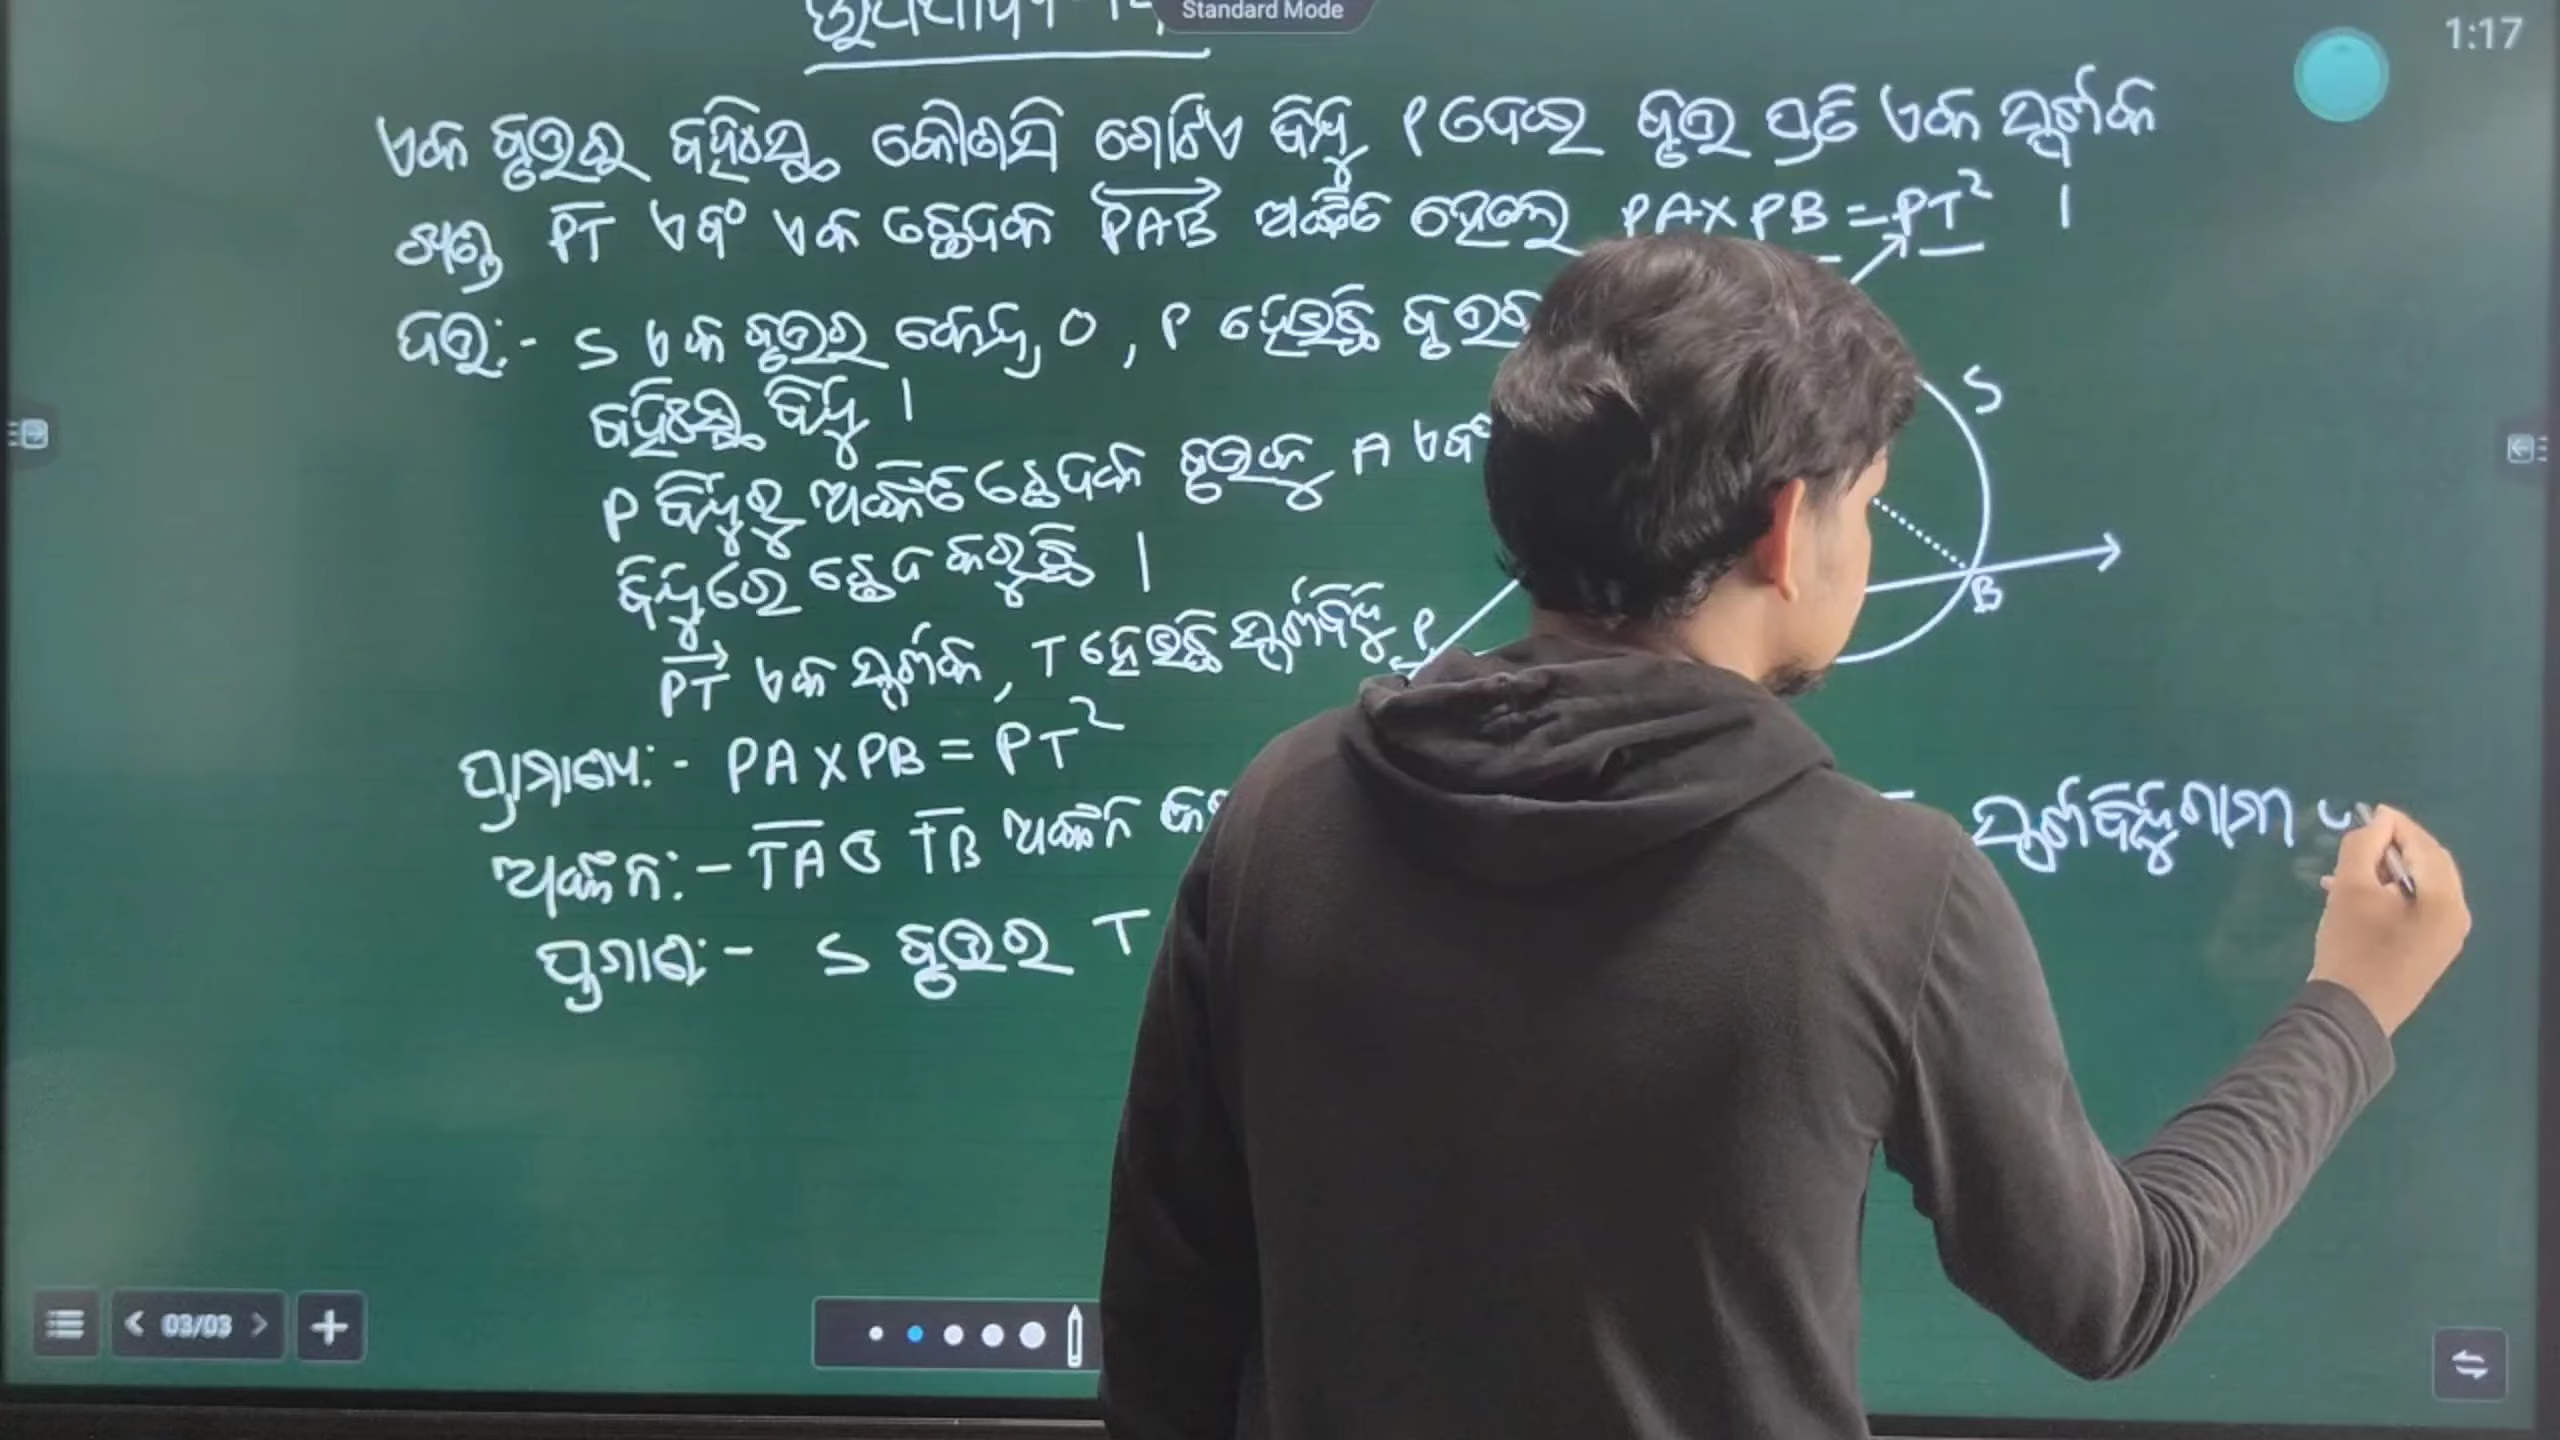 Standard Mode
1:17
ଏକ ବୃତ୍ତର ବହିଃସ୍ଥ କୌଣସି ଗୋଟିଏ ବିନ୍ଦୁ P ଦେଇ ବୃତ୍ତ ପ୍ରତି ଏକ ସ୍ପର୍ଶକ
ଖଣ୍ଡ PT ଏବଂ ଏକ ଛେଦକ PAB ଅଙ୍କିତ ହେଲେ PA X PB = PT² ।
ଦତ୍ତ:- S ଏକ ବୃତ୍ତର କେନ୍ଦ୍ର O , P ହେଉଛି ବୃତ୍ତର
ବହିଃସ୍ଥ ବିନ୍ଦୁ ।
S
P ବିନ୍ଦୁରୁ ଅଙ୍କିତ ଛେଦକ ବୃତ୍ତକୁ A ଏବଂ
ବିନ୍ଦୁରେ ଛେଦ କରୁଛି ।
B
PT ଏକ ସ୍ପର୍ଶକ , T ହେଉଛି ସ୍ପର୍ଶବିନ୍ଦୁ
P
ପ୍ରାମାଣ୍ୟ:- PA X PB = PT²
ଅଙ୍କନ:- TA ଓ TB ଅଙ୍କନ
ସ୍ପର୍ଶବିନ୍ଦୁଗାମୀ
ପ୍ରମାଣ:- S ବୃତ୍ତର T
03/03